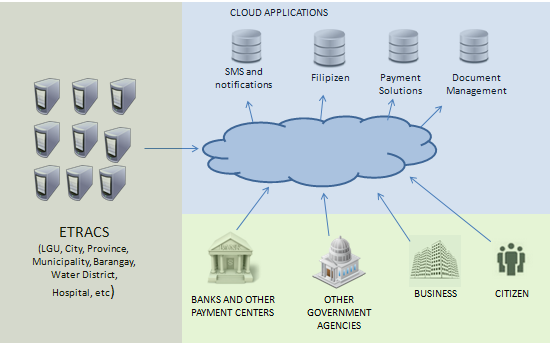 CLOUD APPLICATIONS
SMS and
notifications
Filipizen
Payment
Solutions
Document
Management
ETRACS
(LGU, City, Province,
Municipality, Barangay,
Water District,
Hospital, etc)
BANKS AND OTHER
PAYMENT CENTERS
OTHER
GOVERNMENT
AGENCIES
BUSINESS
CITIZEN